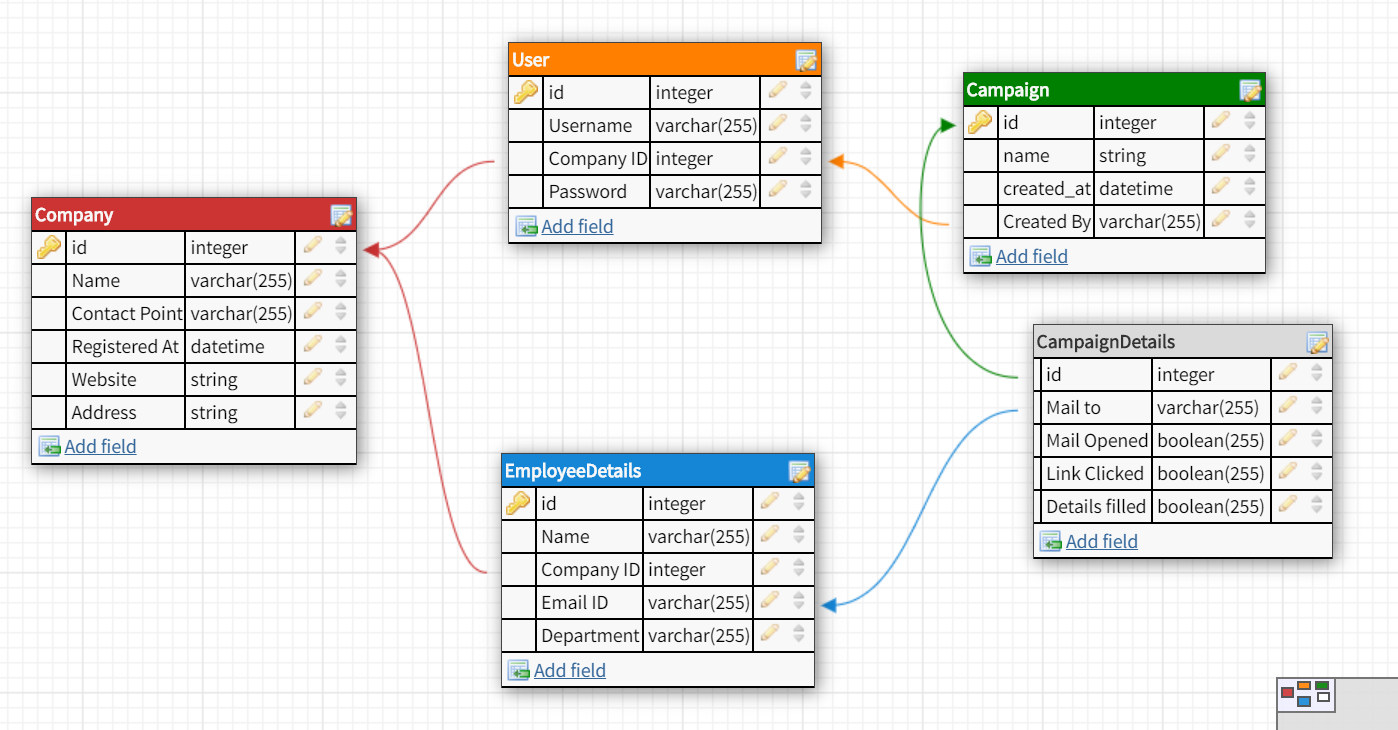 User
id integer
Username varchar(255)
Company ID integer
Password varchar(255)
Add field
Campaign
id integer
name string
created_at datetime
Created By varchar(255)
Add field
Company
id integer
Name varchar(255)
Contact Point varchar(255)
Registered At datetime
Website string
Address string
Add field
CampaignDetails
id integer
Mail to varchar(255)
Mail Opened boolean(255)
Link Clicked boolean(255)
Details filled boolean(255)
Add field
EmployeeDetails
id integer
Name varchar(255)
Company ID integer
Email ID varchar(255)
Department varchar(255)
Add field